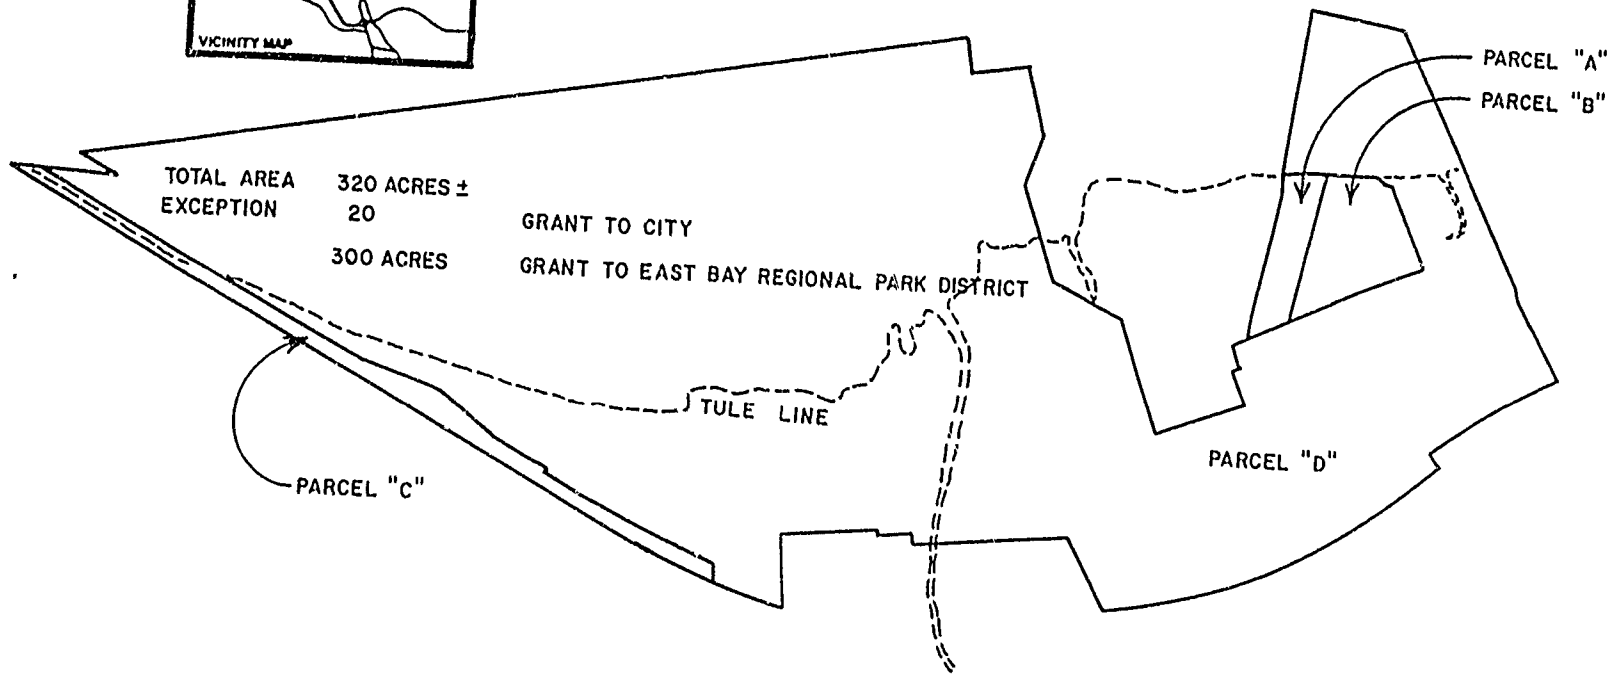 VICINITY MAP
PARCEL "A"
PARCEL "B"
TOTAL AREA 320 ACRES ±
EXCEPTION 20 GRANT TO CITY
300 ACRES GRANT TO EAST BAY REGIONAL PARK DISTRICT
TULE LINE
PARCEL "C"
PARCEL "D"